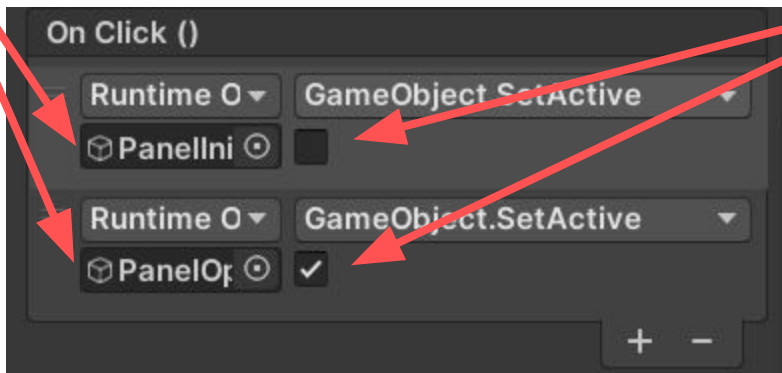 On Click ()
Runtime O GameObject.SetActive
PanelIni
Runtime O GameObject.SetActive
PanelOp